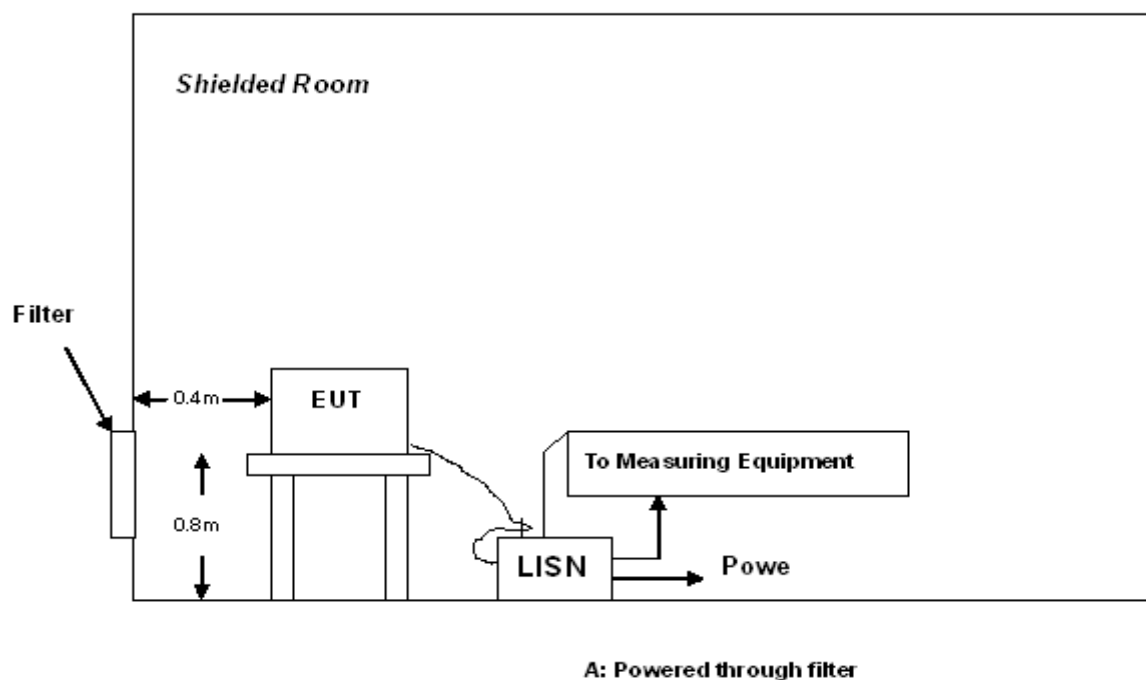 Shielded Room
Filter
0.4m
EUT
To Measuring Equipment
0.8m
LISN
Powe
A: Powered through filter